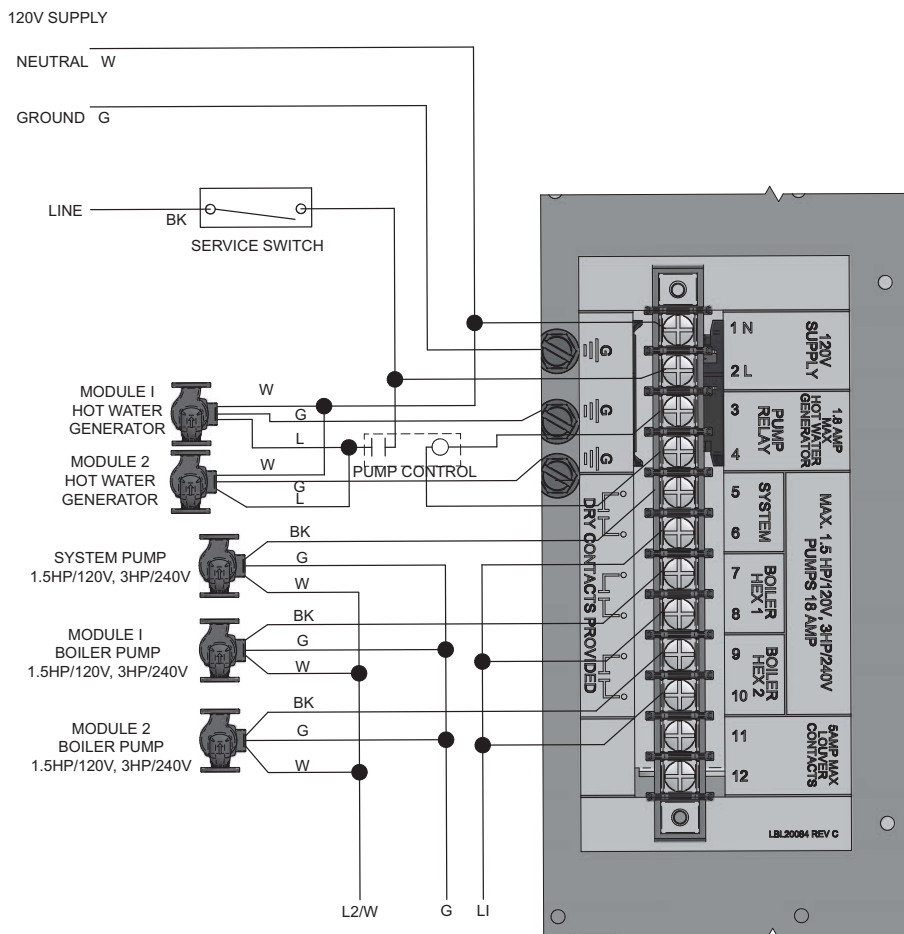 120V SUPPLY
NEUTRAL W
GROUND G
LINE
BK
SERVICE SWITCH
MODULE I
HOT WATER
GENERATOR
W
G
L
MODULE 2
HOT WATER
GENERATOR
W
G
L
PUMP CONTROL
SYSTEM PUMP
1.5HP/120V, 3HP/240V
BK
G
W
MODULE I
BOILER PUMP
1.5HP/120V, 3HP/240V
BK
G
W
MODULE 2
BOILER PUMP
1.5HP/120V, 3HP/240V
BK
G
W
L2/W
G
LI
G
G
G
DRY CONTACTS PROVIDED
1 N
2 L
120V
SUPPLY
3
4
PUMP
RELAY
1.8 AMP
MAX
HOT WATER
GENERATOR
5
6
SYSTEM
7
8
BOILER
HEX 1
9
10
BOILER
HEX 2
MAX. 1.5 HP/120V, 3HP/240V
PUMPS 18 AMP
11
12
5AMP MAX
LOUVER
CONTACTS
LBL20084 REV C